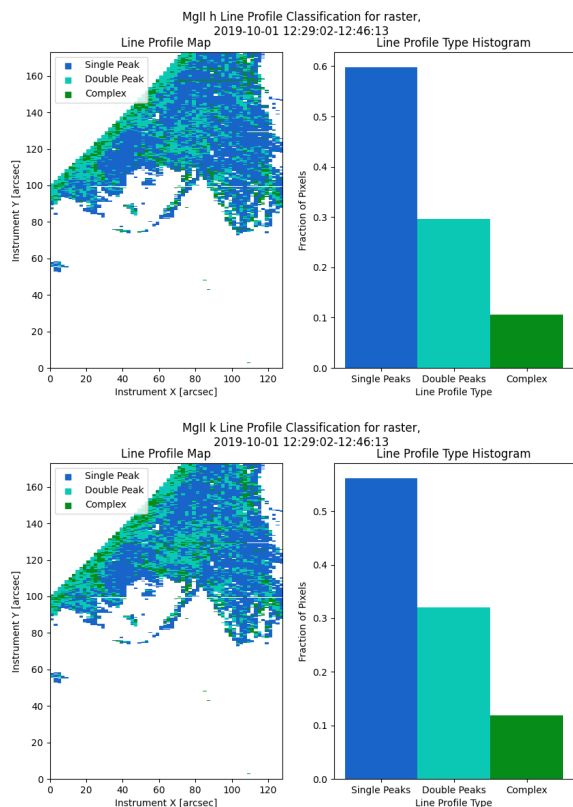 MgII h Line Profile Classification for raster,
2019-10-01 12:29:02-12:46:13
Line Profile Map
Single Peak
Double Peak
Complex
Instrument Y [arcsec]
160
140
120
100
80
60
40
20
0
0 20 40 60 80 100 120
Instrument X [arcsec]
Line Profile Type Histogram
Fraction of Pixels
0.6
0.5
0.4
0.3
0.2
0.1
0.0
Single Peaks Double Peaks Complex
Line Profile Type
MgII k Line Profile Classification for raster,
2019-10-01 12:29:02-12:46:13
Line Profile Map
Single Peak
Double Peak
Complex
Instrument Y [arcsec]
160
140
120
100
80
60
40
20
0
0 20 40 60 80 100 120
Instrument X [arcsec]
Line Profile Type Histogram
Fraction of Pixels
0.5
0.4
0.3
0.2
0.1
0.0
Single Peaks Double Peaks Complex
Line Profile Type